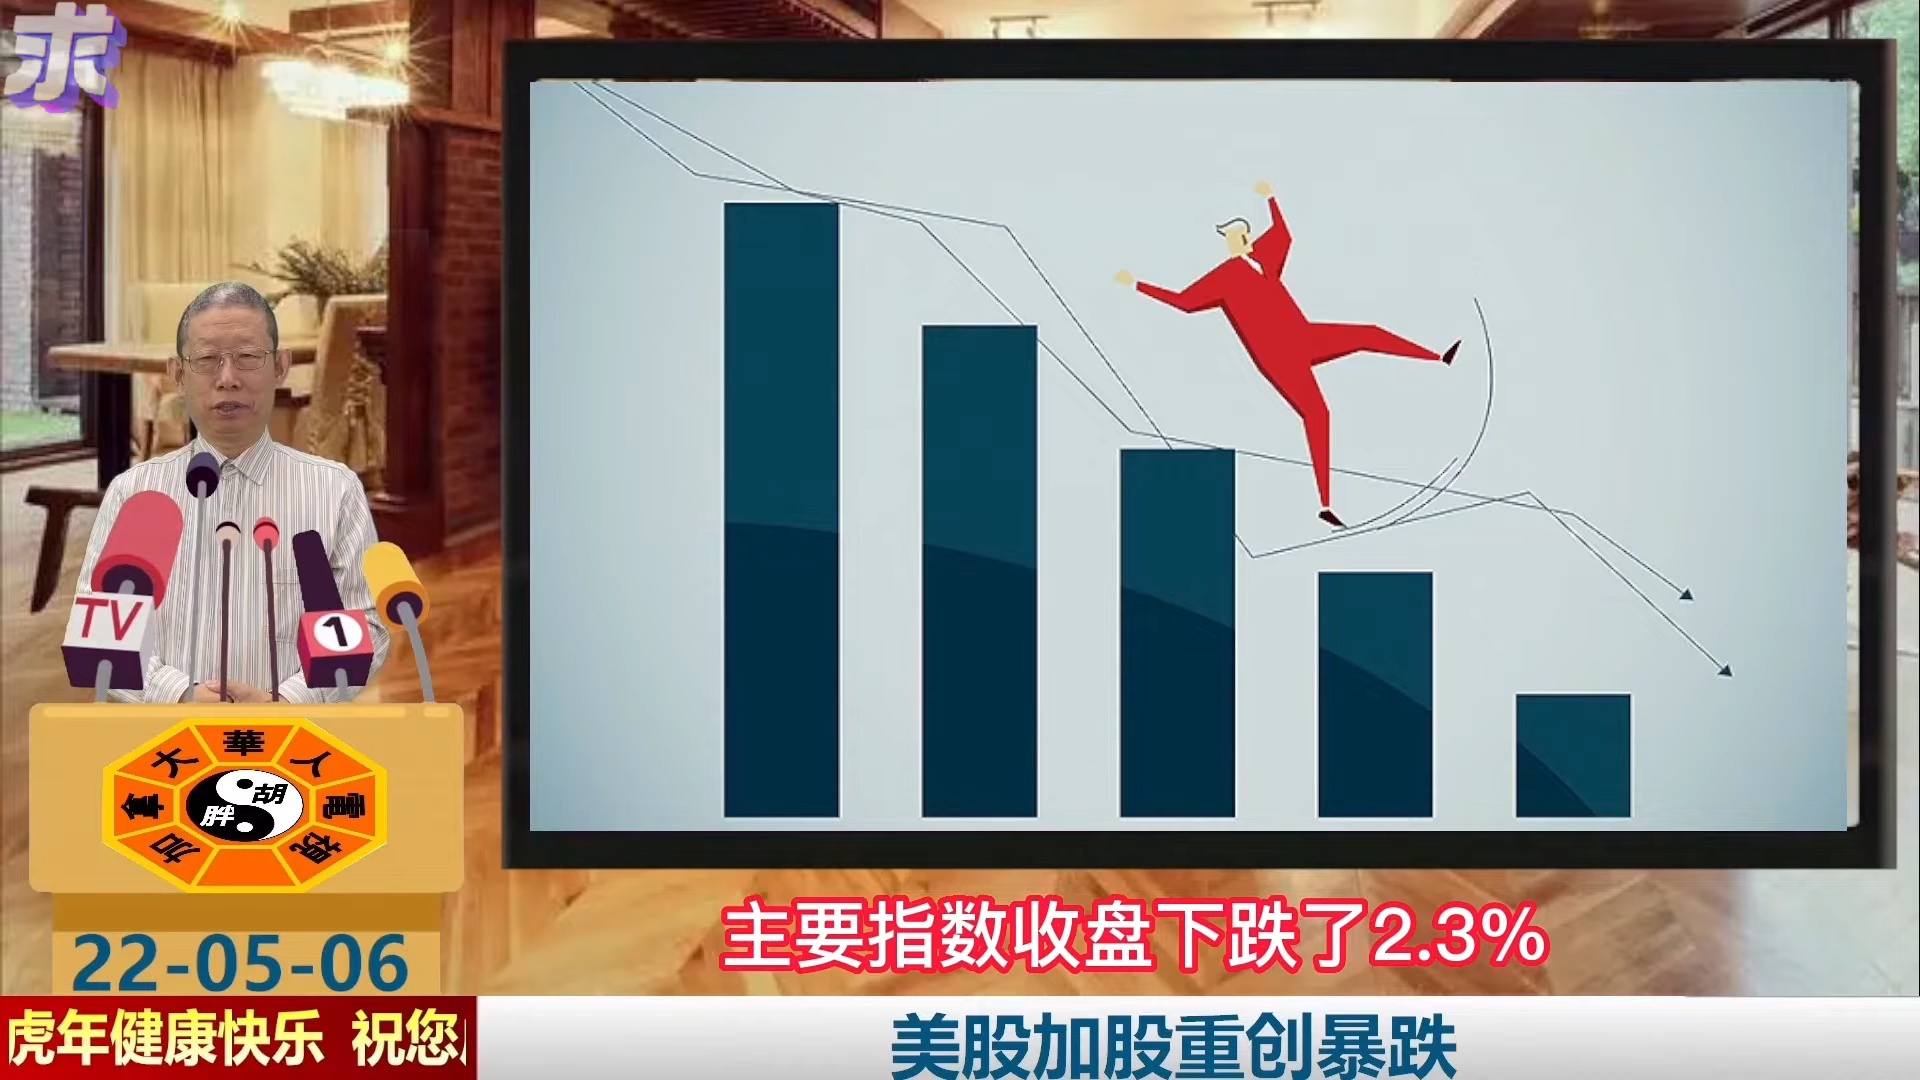 求
TV
1
加拿大華人電視
胡
胖
22-05-06
主要指数收盘下跌了2.3%
虎年健康快乐 祝您
美股加股重创暴跌